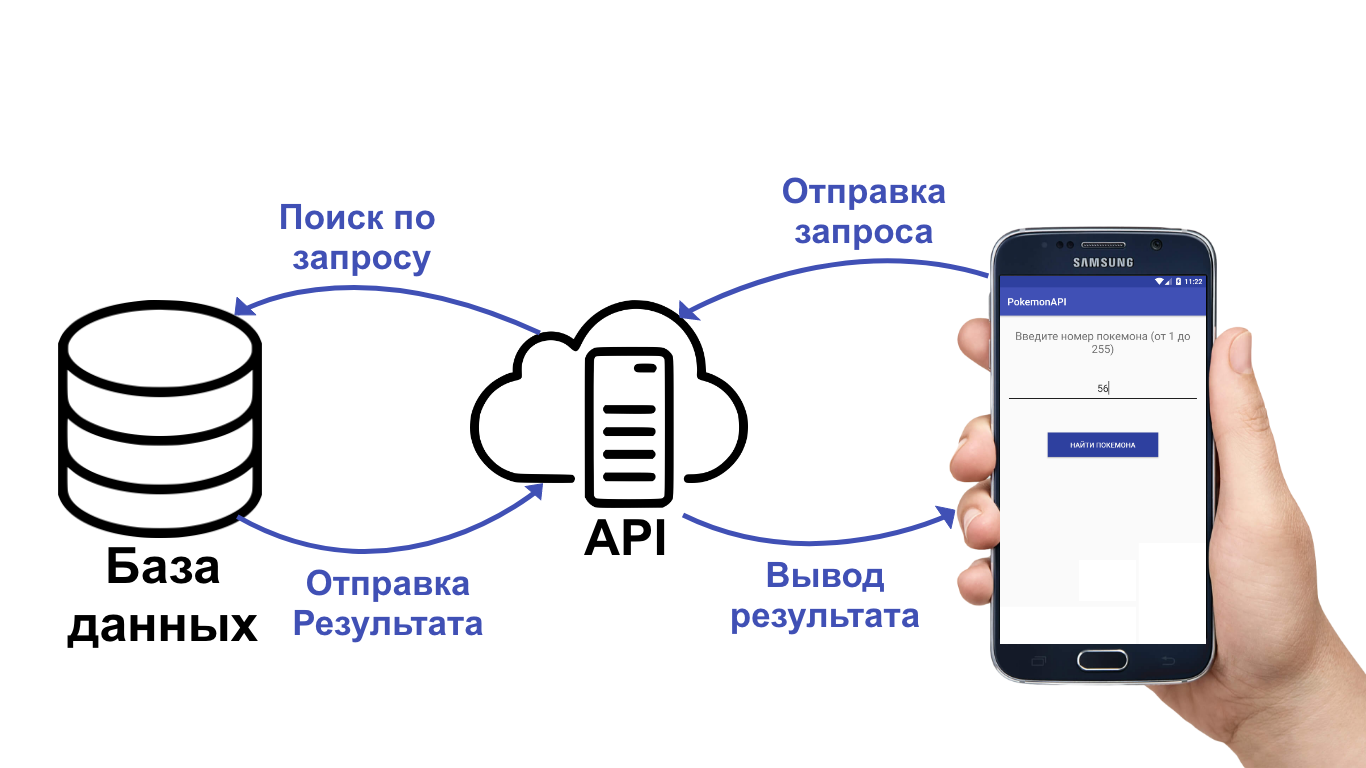 Отправка
запроса
Поиск по
запросу
SAMSUNG
11:22
PokemonAPI
Введите номер покемона (от 1 до
255)
56
НАЙТИ ПОКЕМОНА
API
База
данных
Отправка
Результата
Вывод
результата